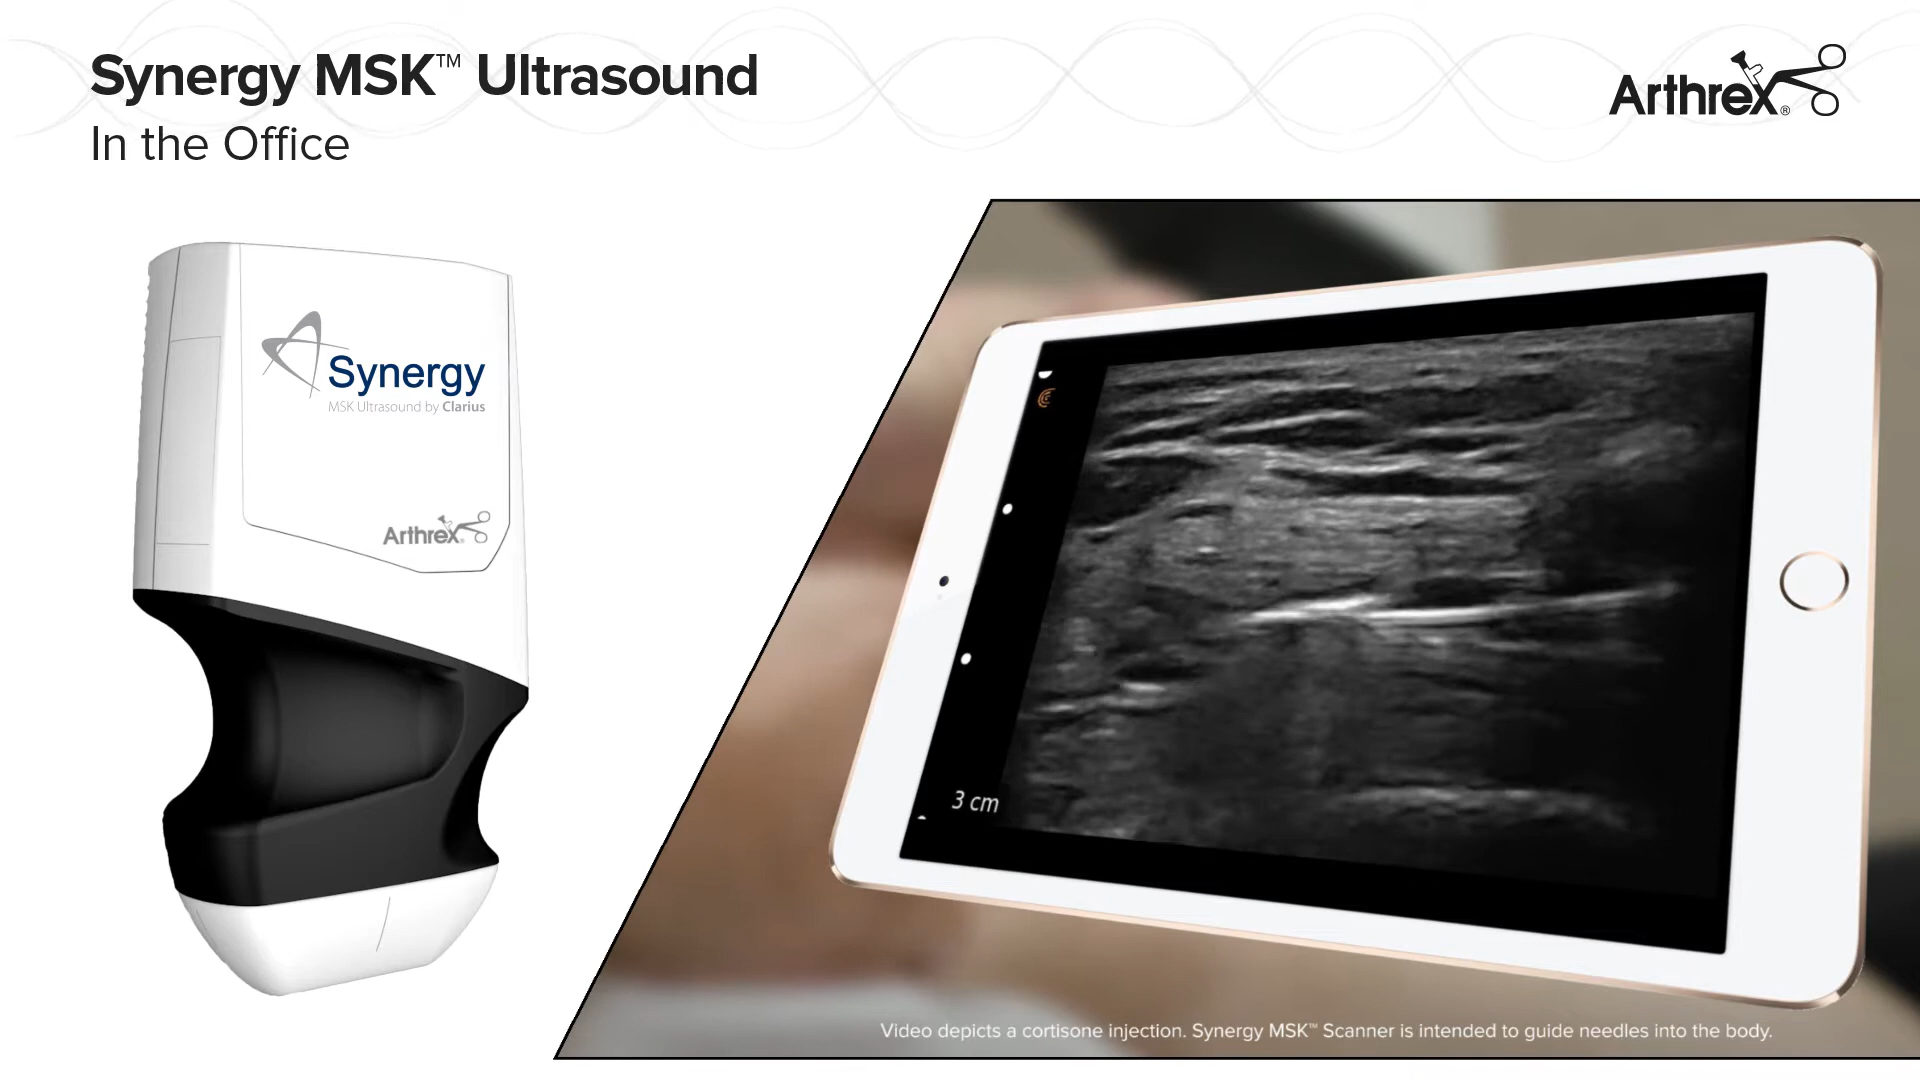 Synergy MSK™ Ultrasound
In the Office
Arthrex®
Synergy
MSK Ultrasound by Clarius
Arthrex®
3 cm
Video depicts a cortisone injection. Synergy MSK™ Scanner is intended to guide needles into the body.